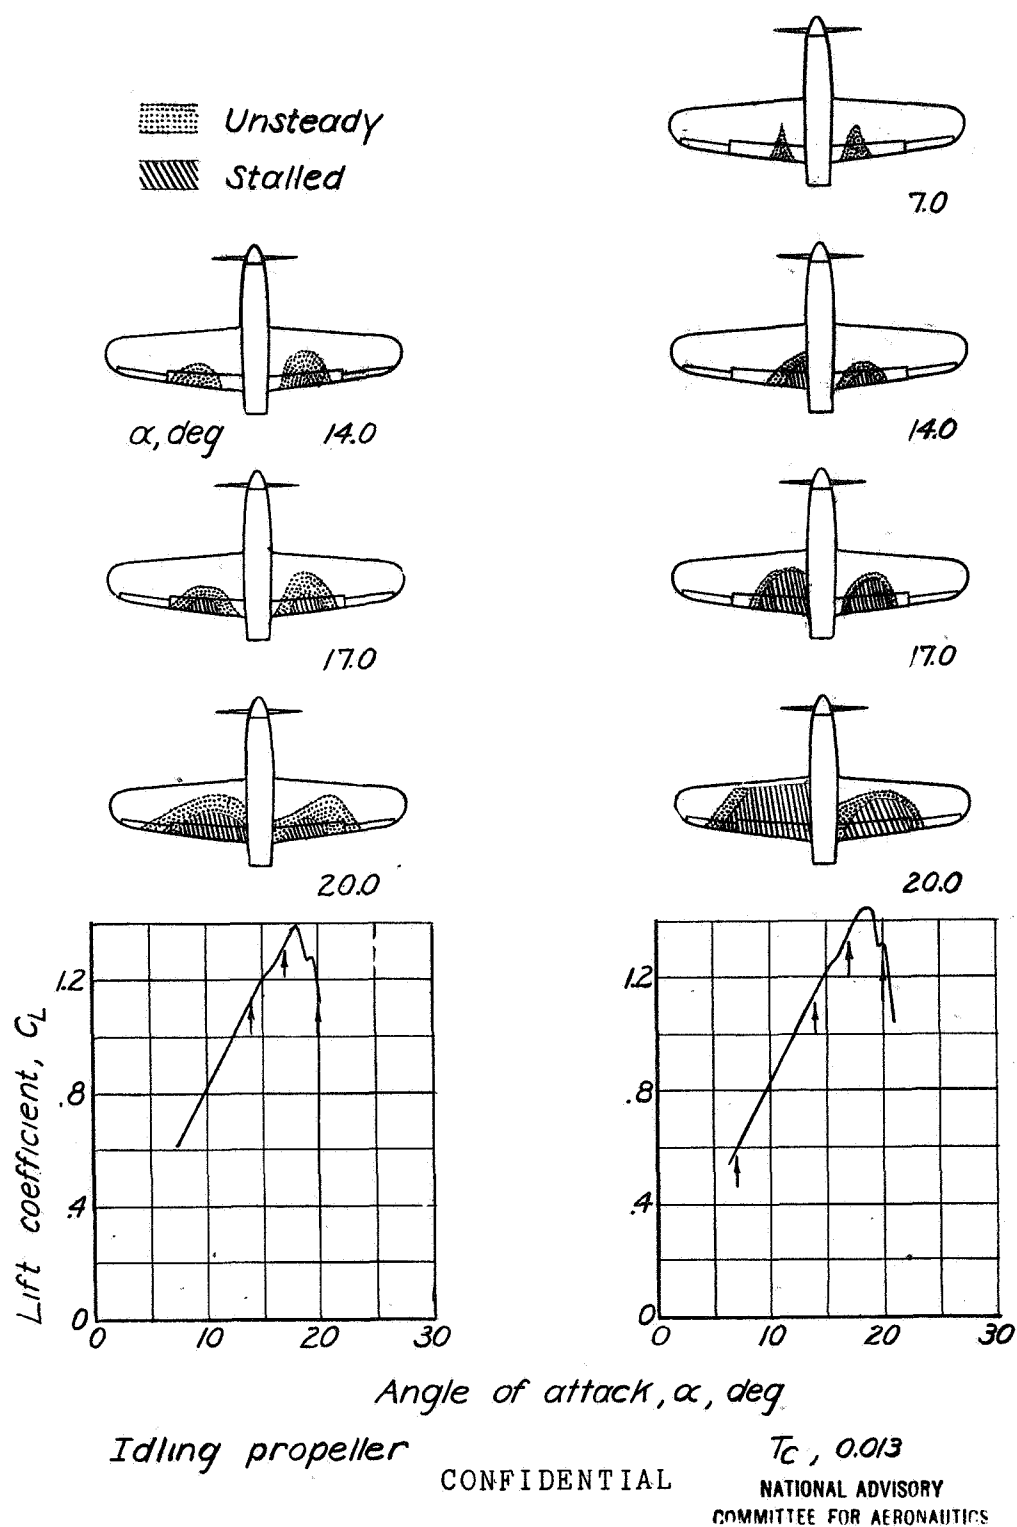 Unsteady
Stalled
7.0
α, deg 14.0
14.0
17.0
17.0
20.0
20.0
Lift coefficient, CL
1.2
.8
.4
0
0 10 20 30
1.2
.8
.4
0
0 10 20 30
Angle of attack, α, deg
Idling propeller
Tc, 0.013
CONFIDENTIAL
NATIONAL ADVISORY
COMMITTEE FOR AERONAUTICS